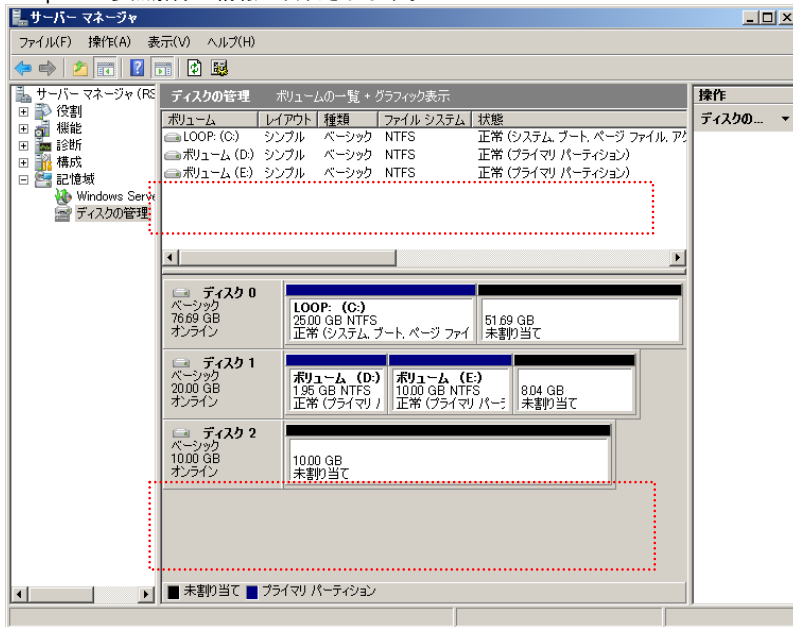 サーバー マネージャ
ファイル(F) 操作(A) 表示(V) ヘルプ(H)
サーバー マネージャ (RS
役割
機能
診断
構成
記憶域
Windows Serve
ディスクの管理
ディスクの管理 ボリュームの一覧 + グラフィック表示
ボリューム レイアウト 種類 ファイル システム 状態
LOOP: (C:) シンプル ベーシック NTFS 正常 (システム, ブート, ページ ファイル, アク
ボリューム (D:) シンプル ベーシック NTFS 正常 (プライマリ パーティション)
ボリューム (E:) シンプル ベーシック NTFS 正常 (プライマリ パーティション)
ディスク 0
ベーシック
76.69 GB
オンライン
LOOP: (C:)
25.00 GB NTFS
正常 (システム, ブート, ページ ファイ
51.69 GB
未割り当て
ディスク 1
ベーシック
20.00 GB
オンライン
ボリューム (D:)
1.95 GB NTFS
正常 (プライマリ
ボリューム (E:)
10.00 GB NTFS
正常 (プライマリ パーテ
8.04 GB
未割り当て
ディスク 2
ベーシック
10.00 GB
オンライン
10.00 GB
未割り当て
未割り当て プライマリ パーティション
操作
ディスクの...